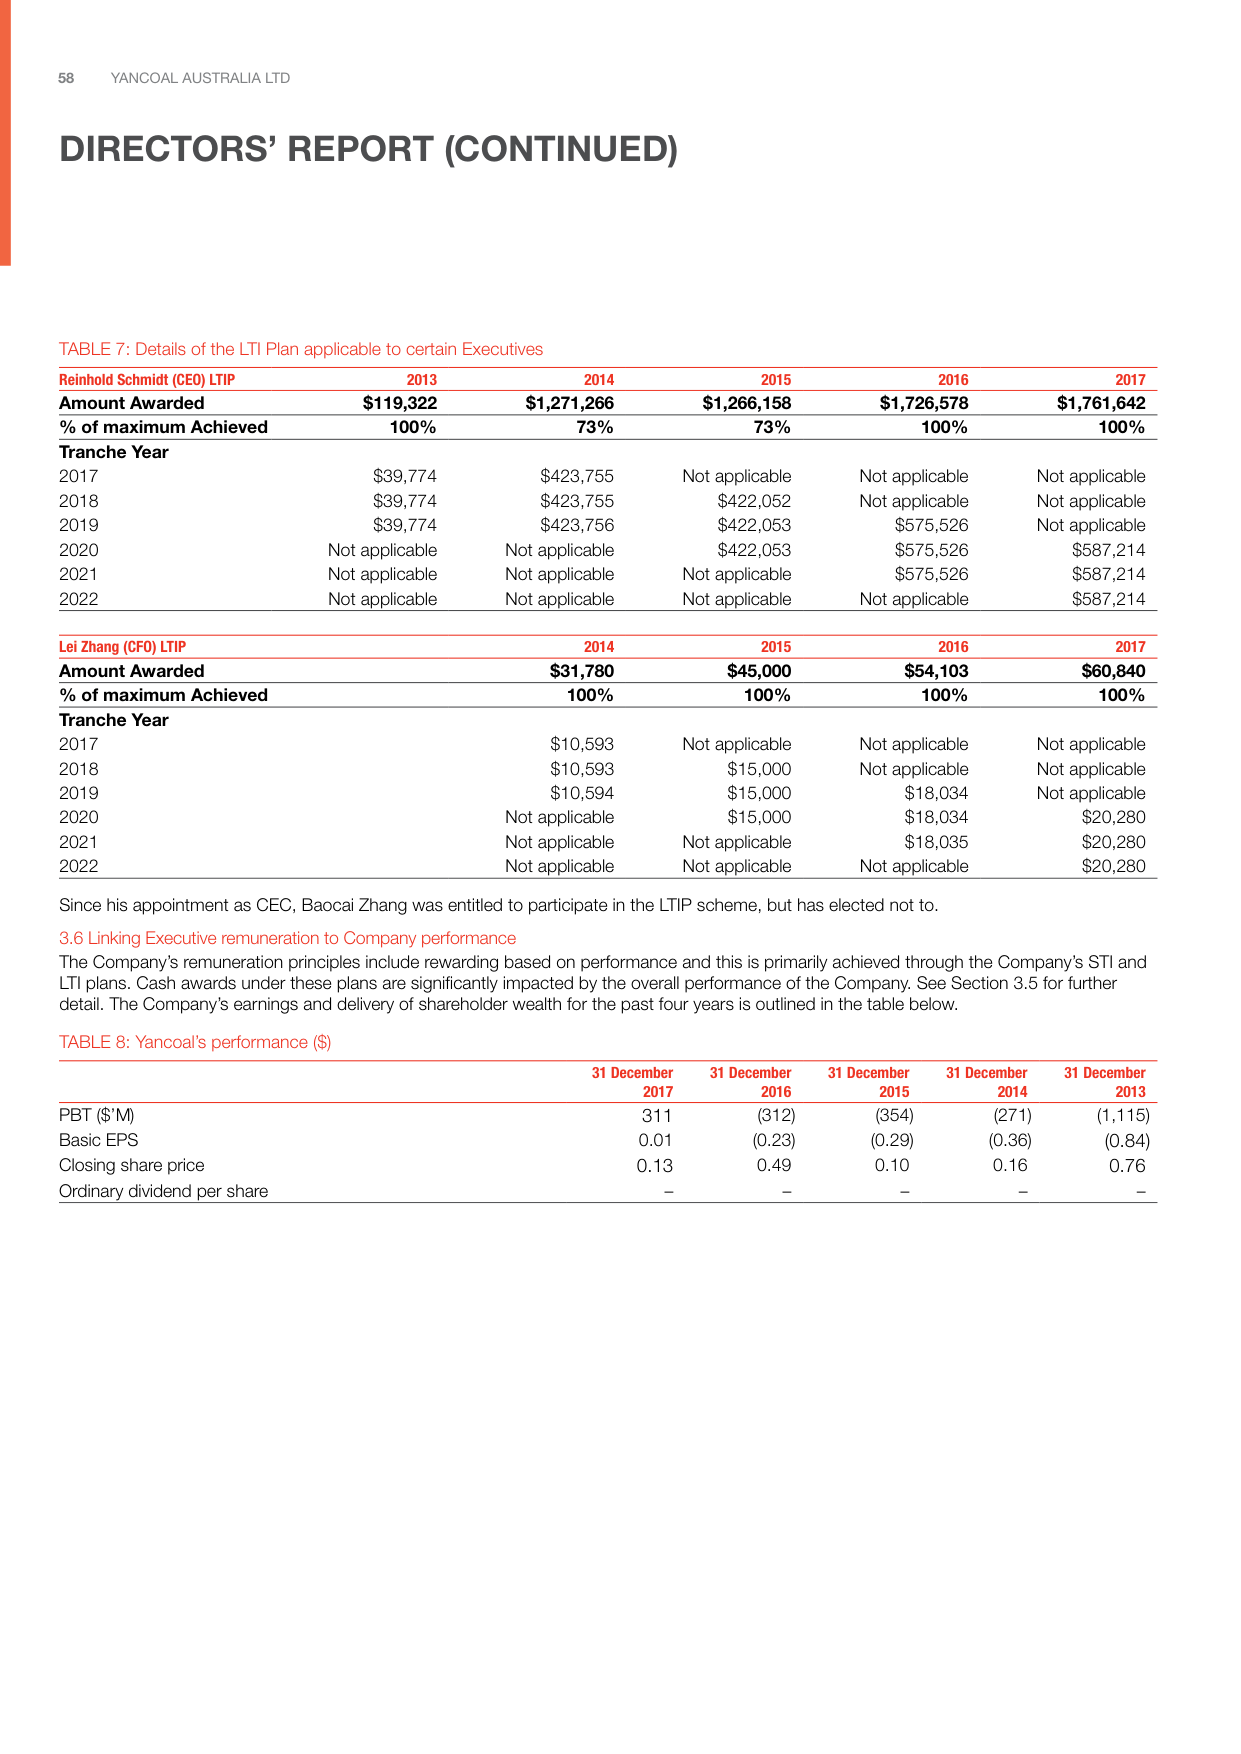 58 YANCOAL AUSTRALIA LTD
DIRECTORS’ REPORT (CONTINUED)
TABLE 7: Details of the LTI Plan applicable to certain Executives
Reinhold Schmidt (CEO) LTIP 2013 2014 2015 2016 2017
Amount Awarded $119,322 $1,271,266 $1,266,158 $1,726,578 $1,761,642
% of maximum Achieved 100% 73% 73% 100% 100%
Tranche Year
2017 $39,774 $423,755 Not applicable Not applicable Not applicable
2018 $39,774 $423,755 $422,052 Not applicable Not applicable
2019 $39,774 $423,756 $422,053 $575,526 Not applicable
2020 Not applicable Not applicable $422,053 $575,526 $587,214
2021 Not applicable Not applicable Not applicable $575,526 $587,214
2022 Not applicable Not applicable Not applicable Not applicable $587,214
Lei Zhang (CFO) LTIP 2014 2015 2016 2017
Amount Awarded $31,780 $45,000 $54,103 $60,840
% of maximum Achieved 100% 100% 100% 100%
Tranche Year
2017 $10,593 Not applicable Not applicable Not applicable
2018 $10,593 $15,000 Not applicable Not applicable
2019 $10,594 $15,000 $18,034 Not applicable
2020 Not applicable $15,000 $18,034 $20,280
2021 Not applicable Not applicable $18,035 $20,280
2022 Not applicable Not applicable Not applicable $20,280
Since his appointment as CEC, Baocai Zhang was entitled to participate in the LTIP scheme, but has elected not to.
3.6 Linking Executive remuneration to Company performance
The Company’s remuneration principles include rewarding based on performance and this is primarily achieved through the Company’s STI and
LTI plans. Cash awards under these plans are significantly impacted by the overall performance of the Company. See Section 3.5 for further
detail. The Company’s earnings and delivery of shareholder wealth for the past four years is outlined in the table below.
TABLE 8: Yancoal’s performance ($)
31 December 31 December 31 December 31 December 31 December
2017 2016 2015 2014 2013
PBT ($’M) 311 (312) (354) (271) (1,115)
Basic EPS 0.01 (0.23) (0.29) (0.36) (0.84)
Closing share price 0.13 0.49 0.10 0.16 0.76
Ordinary dividend per share – – – – –